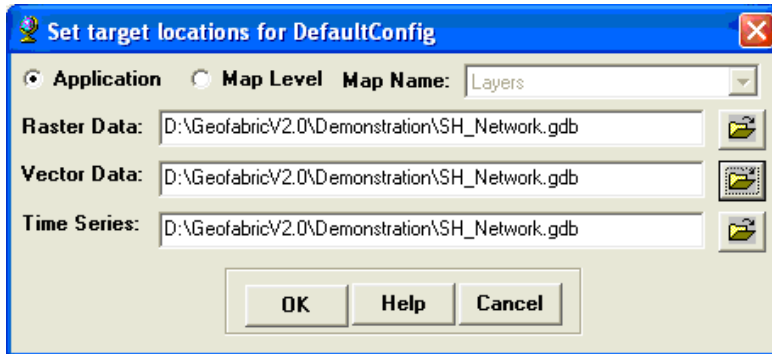 Set target locations for DefaultConfig
Application Map Level Map Name: Layers
Raster Data: D:\GeofabricV2.0\Demonstration\SH_Network.gdb
Vector Data: D:\GeofabricV2.0\Demonstration\SH_Network.gdb
Time Series: D:\GeofabricV2.0\Demonstration\SH_Network.gdb
OK Help Cancel